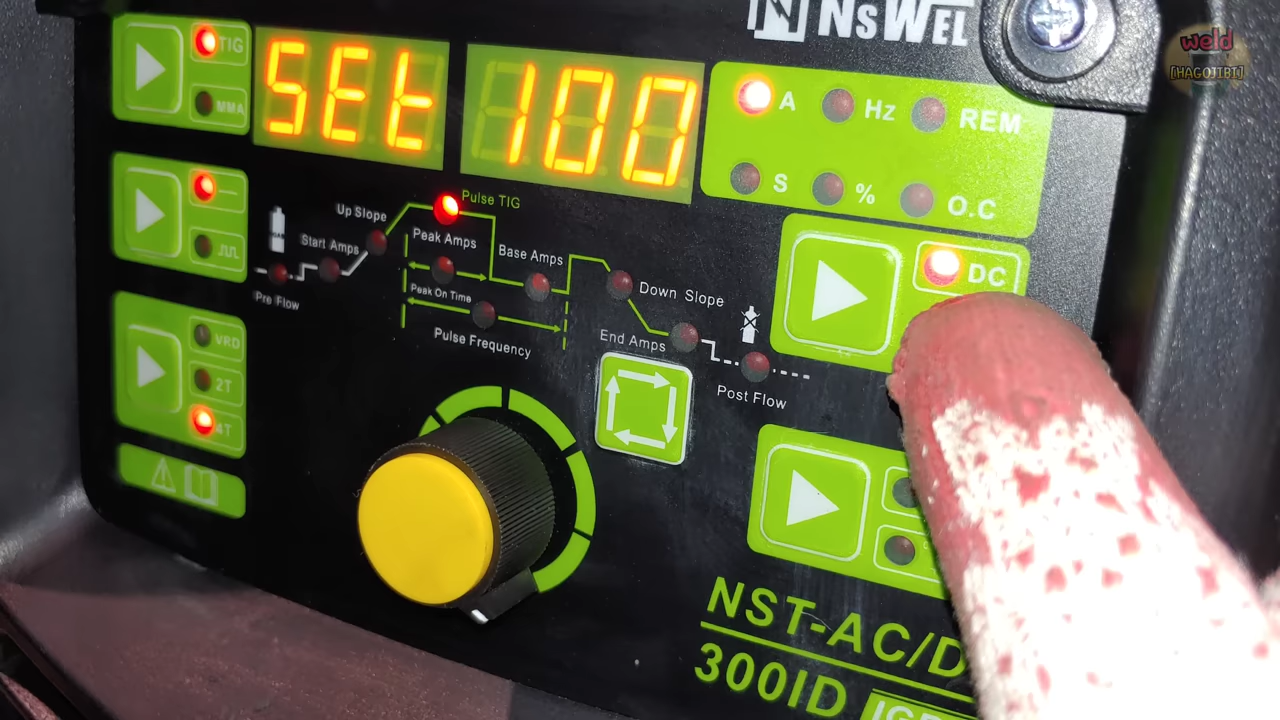 NSWEL
weld
[HAGOJIBI]
TIG
MMA
SEt 100
A
Hz
REM
S
%
O.C
Pulse TIG
Up Slope
Start Amps
Pre Flow
Peak Amps
Base Amps
Peak On Time
Pulse Frequency
Down Slope
End Amps
Post Flow
DC
VRD
2T
4T
NST-AC/D
300ID